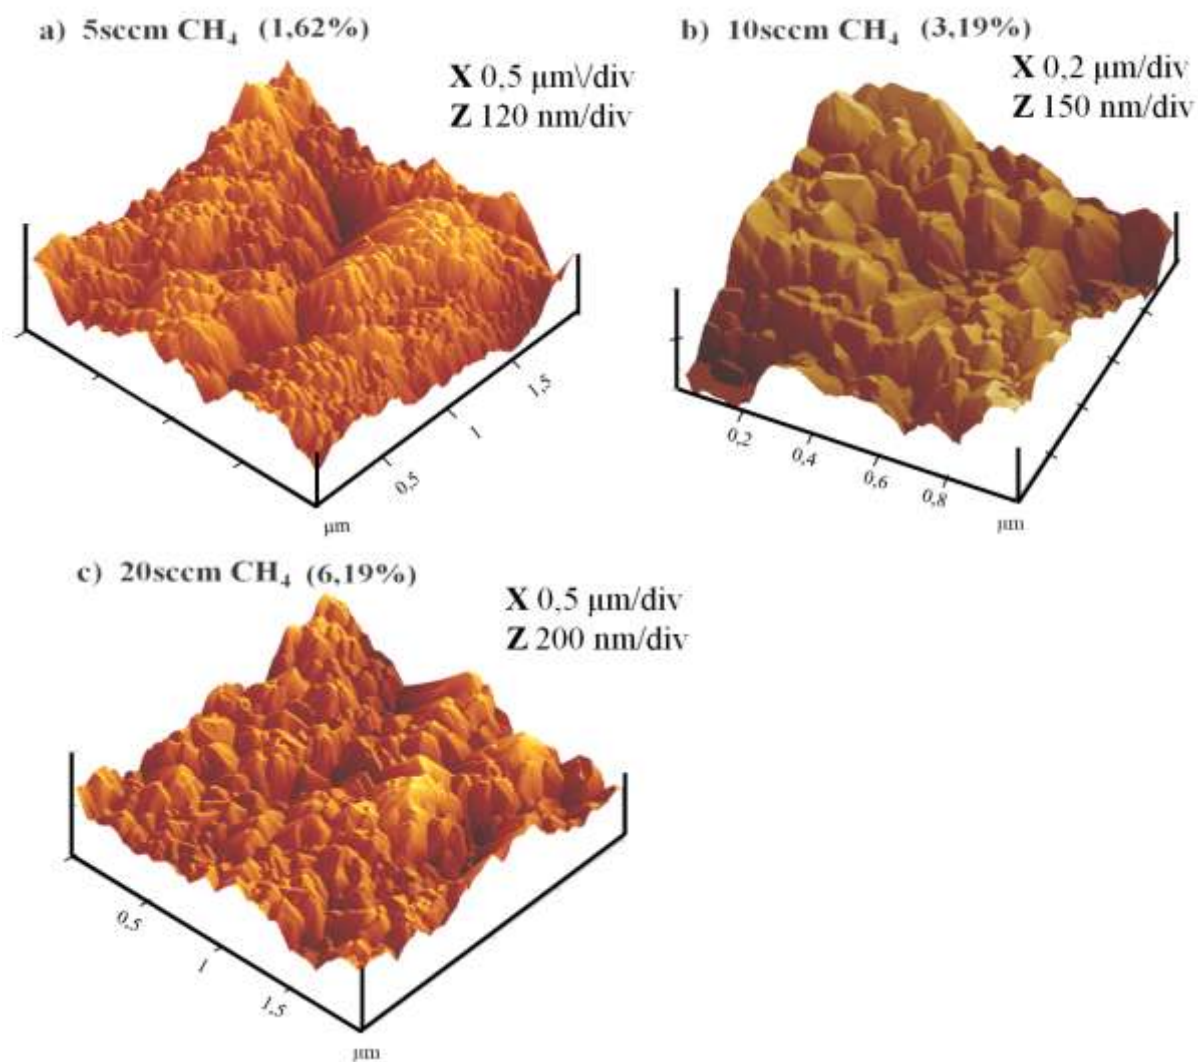 a) 5sccm CH₄ (1,62%)
X 0,5 μm\/div
Z 120 nm/div
0,5
1
1,5
μm
b) 10sccm CH₄ (3,19%)
X 0,2 μm/div
Z 150 nm/div
0,2
0,4
0,6
0,8
μm
c) 20sccm CH₄ (6,19%)
X 0,5 μm/div
Z 200 nm/div
0,5
1
1,5
μm